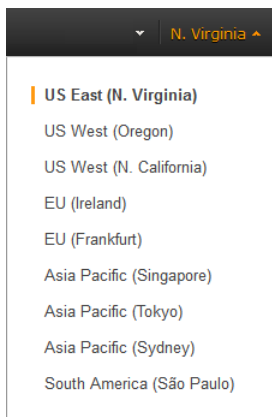 N. Virginia
US East (N. Virginia)
US West (Oregon)
US West (N. California)
EU (Ireland)
EU (Frankfurt)
Asia Pacific (Singapore)
Asia Pacific (Tokyo)
Asia Pacific (Sydney)
South America (São Paulo)